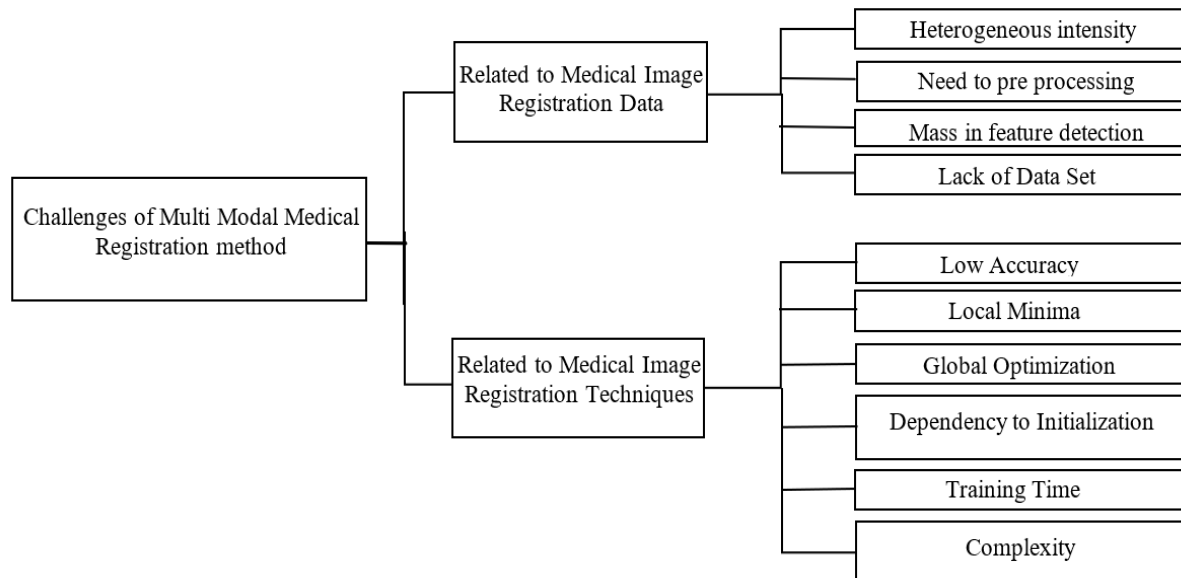 Challenges of Multi Modal Medical
Registration method
Related to Medical Image
Registration Data
Heterogeneous intensity
Need to pre processing
Mass in feature detection
Lack of Data Set
Related to Medical Image
Registration Techniques
Low Accuracy
Local Minima
Global Optimization
Dependency to Initialization
Training Time
Complexity